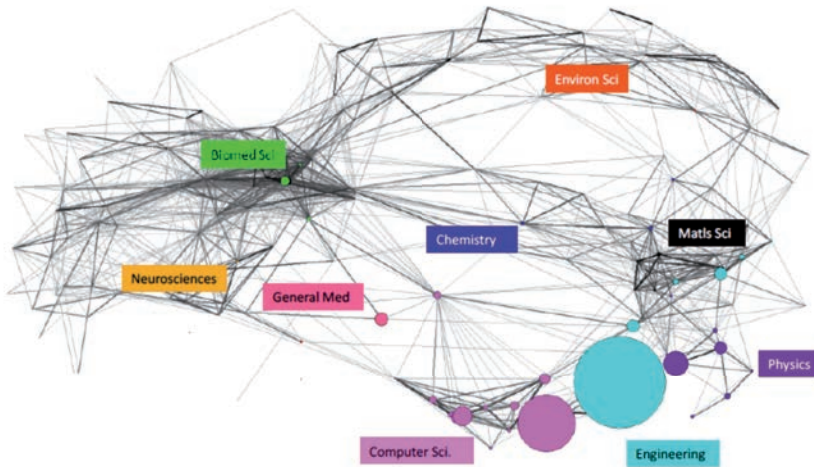 Environ Sci
Biomed Sci
Chemistry
Matls Sci
Neurosciences
General Med
Physics
Computer Sci.
Engineering